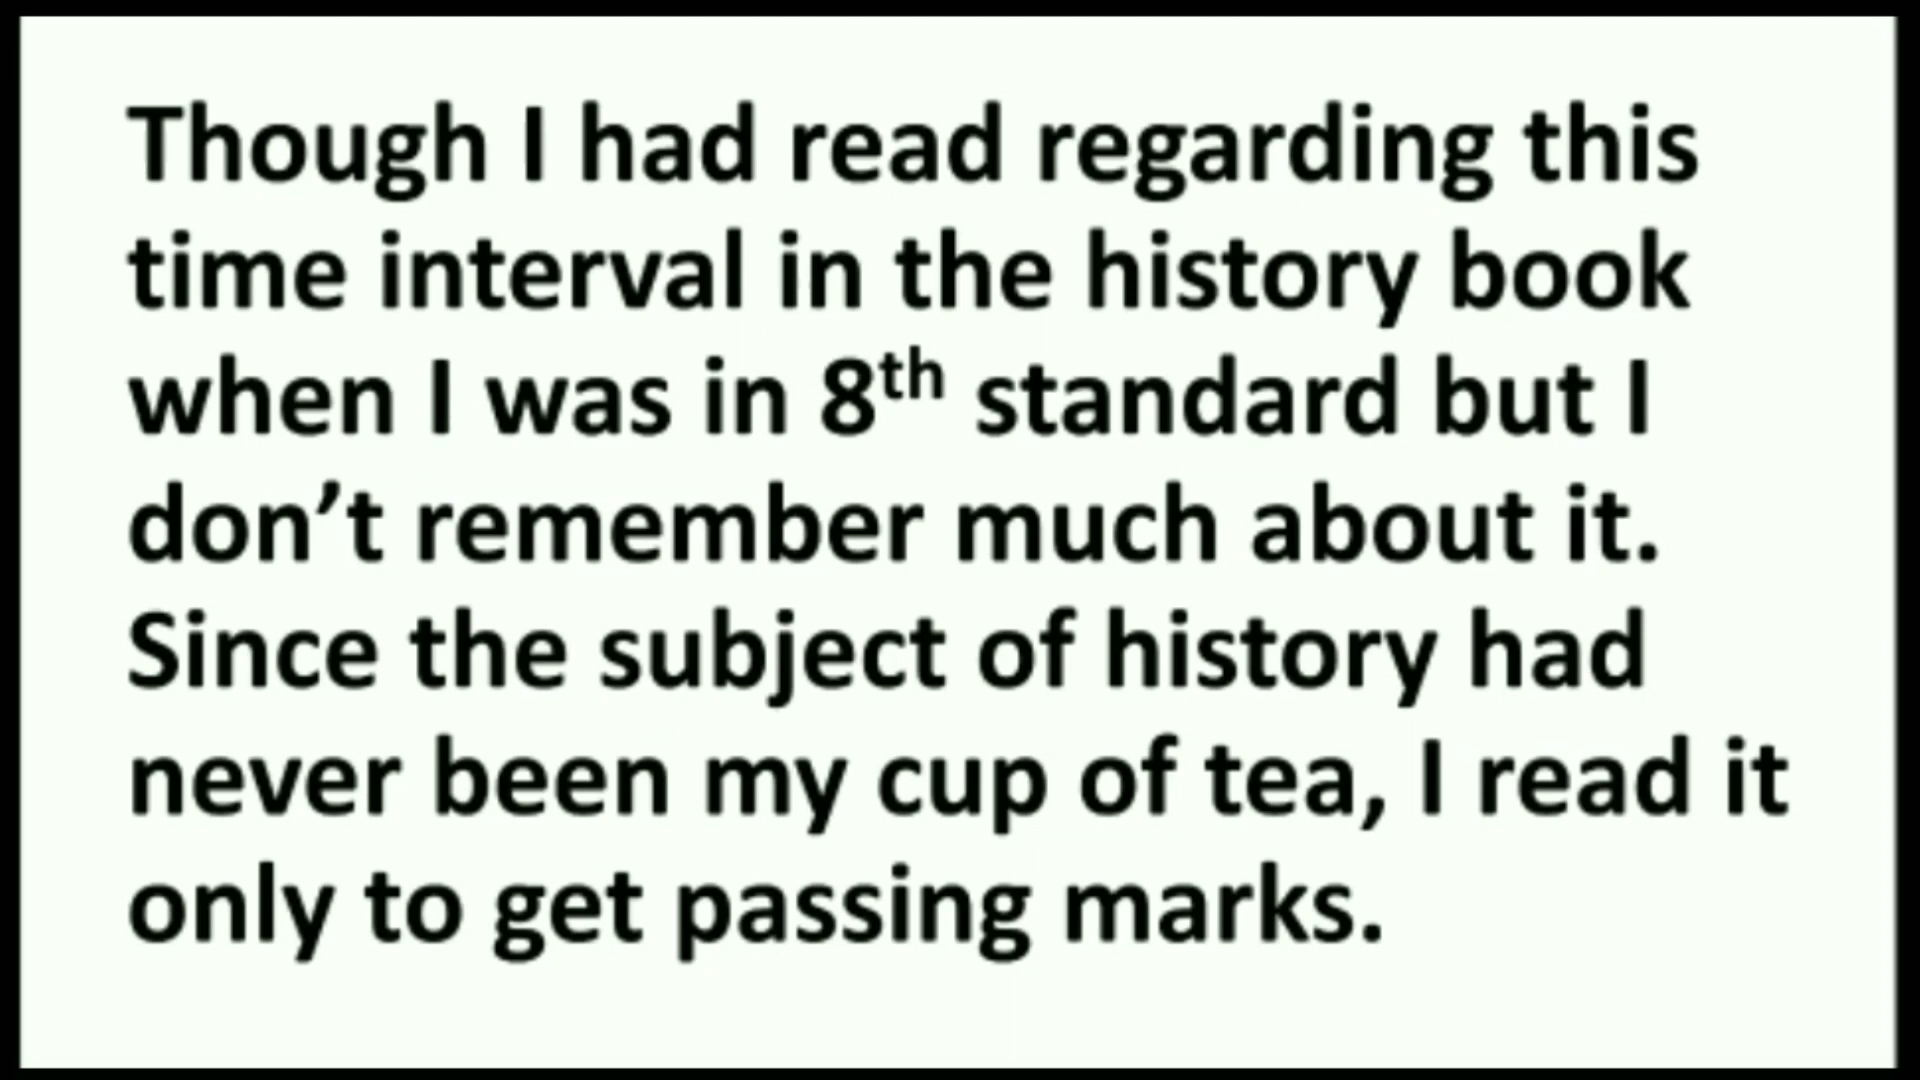 Though I had read regarding this
time interval in the history book
when I was in 8th standard but I
don’t remember much about it.
Since the subject of history had
never been my cup of tea, I read it
only to get passing marks.